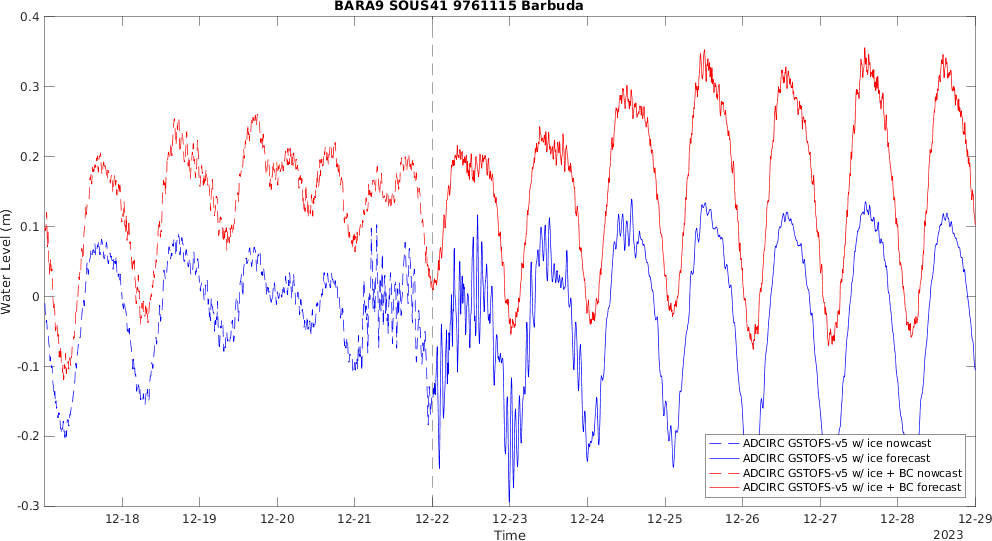 BARA9 SOUS41 9761115 Barbuda
0.4
0.3
0.2
0.1
0
-0.1
-0.2
-0.3
Water Level (m)
ADCIRC GSTOFS-v5 w/ ice nowcast
ADCIRC GSTOFS-v5 w/ ice forecast
ADCIRC GSTOFS-v5 w/ ice + BC nowcast
ADCIRC GSTOFS-v5 w/ ice + BC forecast
12-18 12-19 12-20 12-21 12-22 12-23 12-24 12-25 12-26 12-27 12-28 12-29
Time
2023